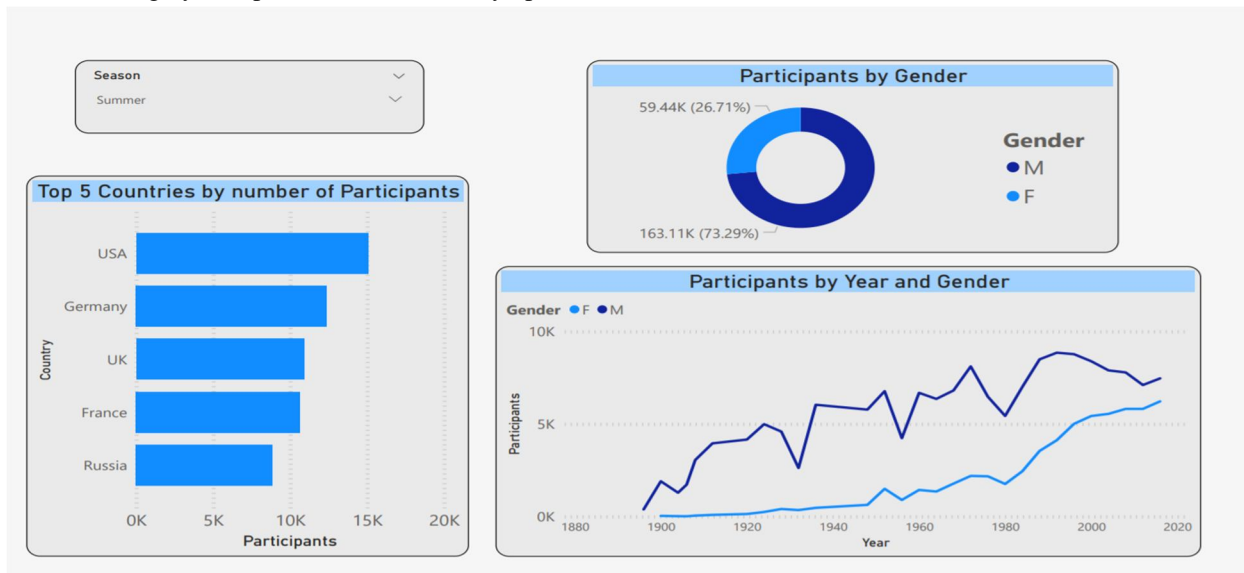 Season
Summer
Participants by Gender
59.44K (26.71%)
163.11K (73.29%)
Gender
M
F
Top 5 Countries by number of Participants
Country
USA
Germany
UK
France
Russia
0K 5K 10K 15K 20K
Participants
Participants by Year and Gender
Gender F M
Participants
10K
5K
0K
1880 1900 1920 1940 1960 1980 2000 2020
Year